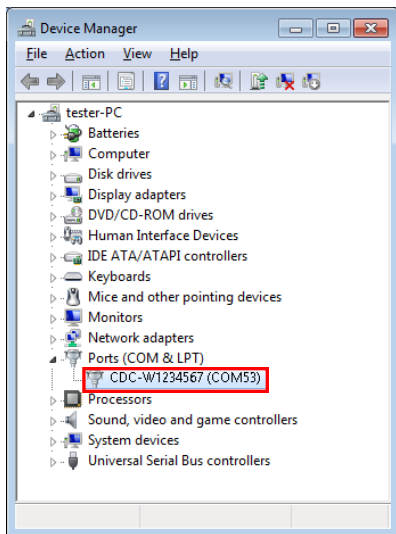 Device Manager
File Action View Help
tester-PC
Batteries
Computer
Disk drives
Display adapters
DVD/CD-ROM drives
Human Interface Devices
IDE ATA/ATAPI controllers
Keyboards
Mice and other pointing devices
Monitors
Network adapters
Ports (COM & LPT)
CDC-W1234567 (COM53)
Processors
Sound, video and game controllers
System devices
Universal Serial Bus controllers